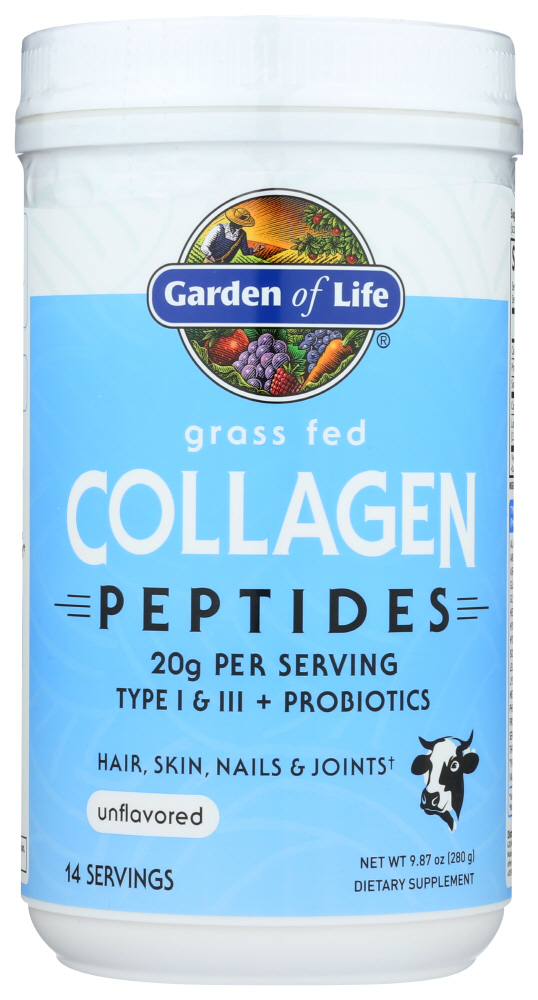 Garden of Life
®
grass fed
COLLAGEN
PEPTIDES
20g PER SERVING
TYPE I & III + PROBIOTICS
HAIR, SKIN, NAILS & JOINTS†
unflavored
14 SERVINGS
NET WT 9.87 oz (280 g)
DIETARY SUPPLEMENT